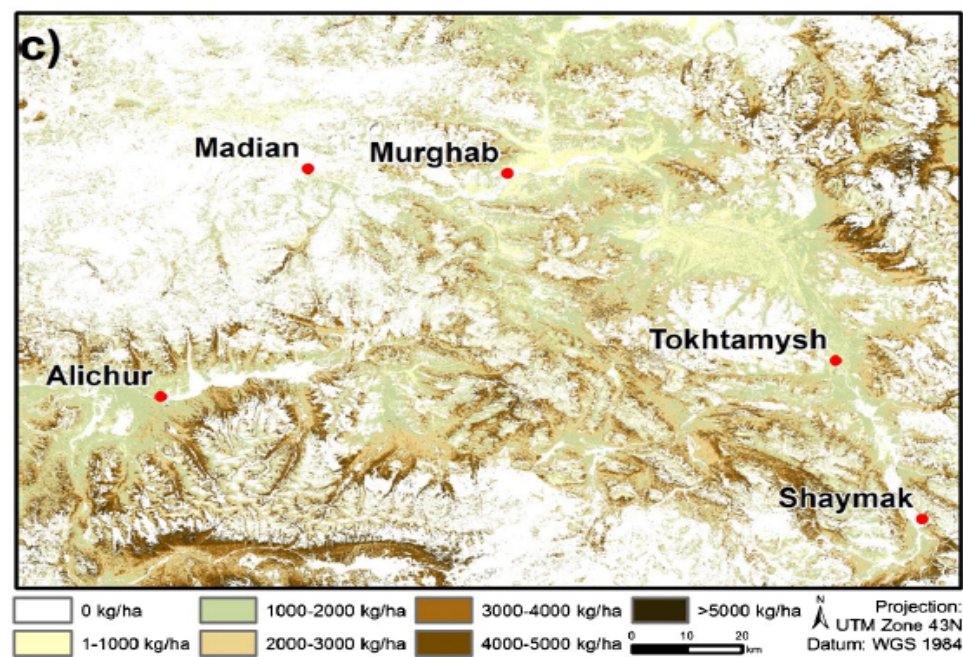 c)
Madian
Murghab
Tokhtamysh
Alichur
Shaymak
0 kg/ha
1000-2000 kg/ha
3000-4000 kg/ha
>5000 kg/ha
1-1000 kg/ha
2000-3000 kg/ha
4000-5000 kg/ha
0 10 20
km
N
Projection:
UTM Zone 43N
Datum: WGS 1984